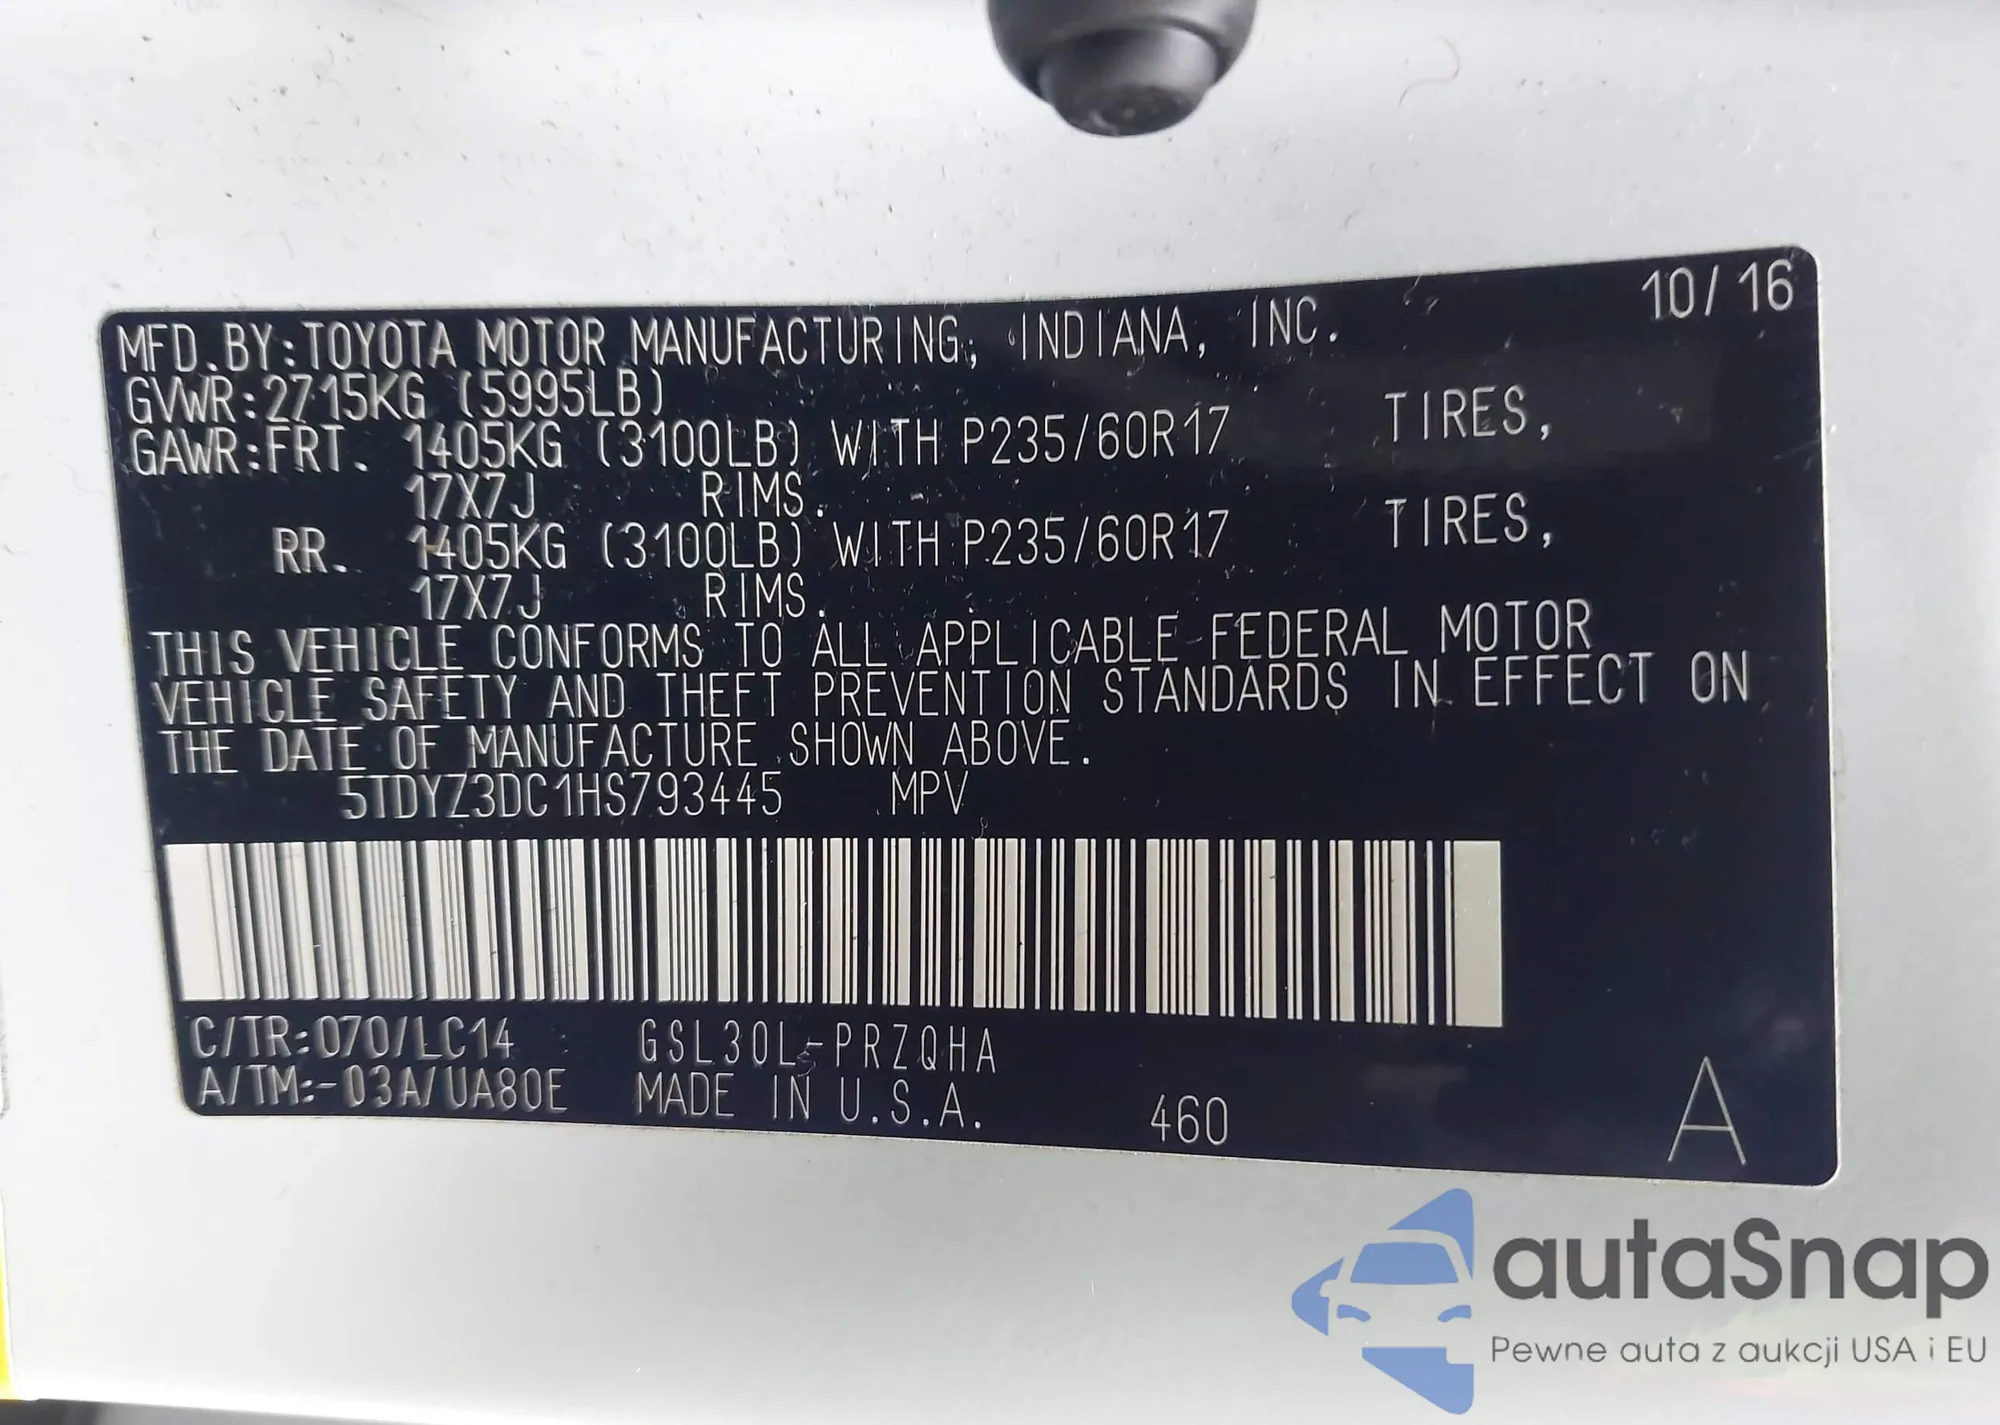 10/16
MFD.BY:TOYOTA MOTOR MANUFACTURING, INDIANA, INC.
GVWR:2715KG (5995LB)
GAWR:FRT. 1405KG (3100LB) WITH P235/60R17 TIRES,
17X7J RIMS.
RR. 1405KG (3100LB) WITH P235/60R17 TIRES,
17X7J RIMS.
THIS VEHICLE CONFORMS TO ALL APPLICABLE FEDERAL MOTOR
VEHICLE SAFETY AND THEFT PREVENTION STANDARDS IN EFFECT ON
THE DATE OF MANUFACTURE SHOWN ABOVE.
5TDYZ3DC1HS793445 MPV
C/TR:070/LC14 GSL30L-PRZQHA
A/TM:-03A/UA80E MADE IN U.S.A. 460 A
autaSnap
Pewne auta z aukcji USA i EU